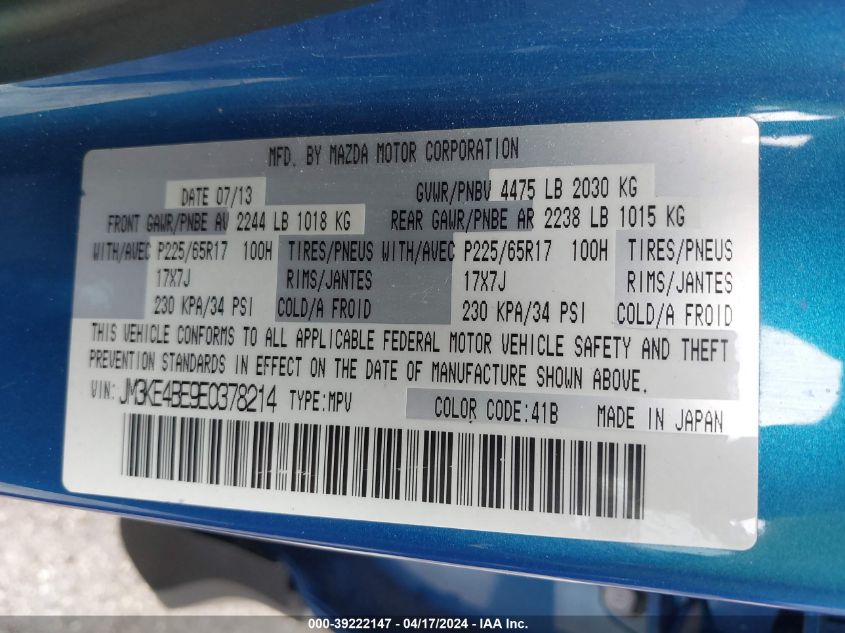 MFD. BY MAZDA MOTOR CORPORATION
DATE 07/13 GVWR/PNBV 4475 LB 2030 KG
FRONT GAWR/PNBE AV 2244 LB 1018 KG REAR GAWR/PNBE AR 2238 LB 1015 KG
WITH/AVEC P225/65R17 100H TIRES/PNEUS WITH/AVEC P225/65R17 100H TIRES/PNEUS
17X7J RIMS/JANTES 17X7J RIMS/JANTES
230 KPA/34 PSI COLD/A FROID 230 KPA/34 PSI COLD/A FROID
THIS VEHICLE CONFORMS TO ALL APPLICABLE FEDERAL MOTOR VEHICLE SAFETY AND THEFT
PREVENTION STANDARDS IN EFFECT ON THE DATE OF MANUFACTURE SHOWN ABOVE.
VIN: JM3KE4BE9E0378214 TYPE:MPV COLOR CODE:41B MADE IN JAPAN
000-39222147 - 04/17/2024 - IAA Inc.